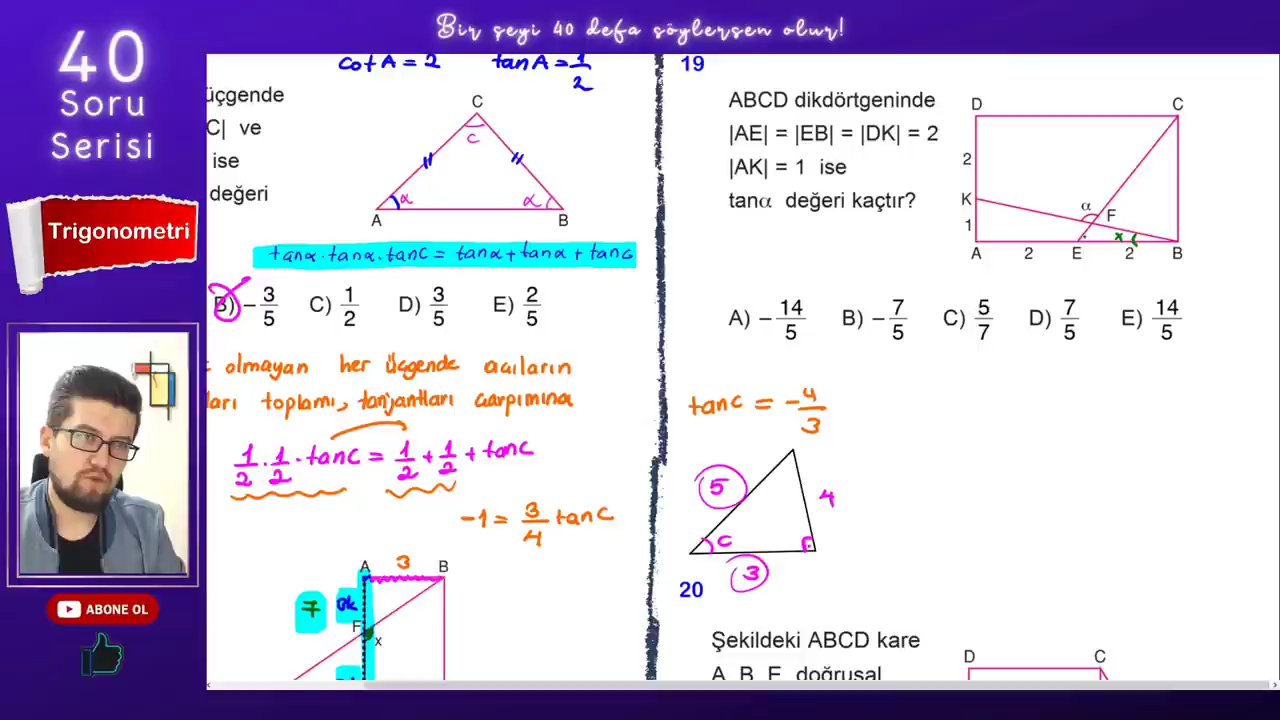 Bir şeyi 40 defa söylersen olur!
40
Soru
Serisi
Trigonometri
ABONE OL
cot A = 2 tan A = 1/2
üçgende
C| ve
ise
değeri
C
c
α α
A B
tanα · tanα · tanC = tanα + tanα + tanC
B) -3/5 C) 1/2 D) 3/5 E) 2/5
olmayan her üçgende açıların
ları toplamı, tanjantları çarpımına
1/2 · 1/2 · tanC = 1/2 + 1/2 + tanC
-1 = 3/4 tanC
A 3 B
7
F
x
19
ABCD dikdörtgeninde
|AE| = |EB| = |DK| = 2
|AK| = 1 ise
tanα değeri kaçtır?
D C
2
K α F
1 x
A 2 E 2 B
A) -14/5 B) -7/5 C) 5/7 D) 7/5 E) 14/5
tanC = -4/3
5 4
C
3
20
Şekildeki ABCD kare
A, B, E doğrusal
D C